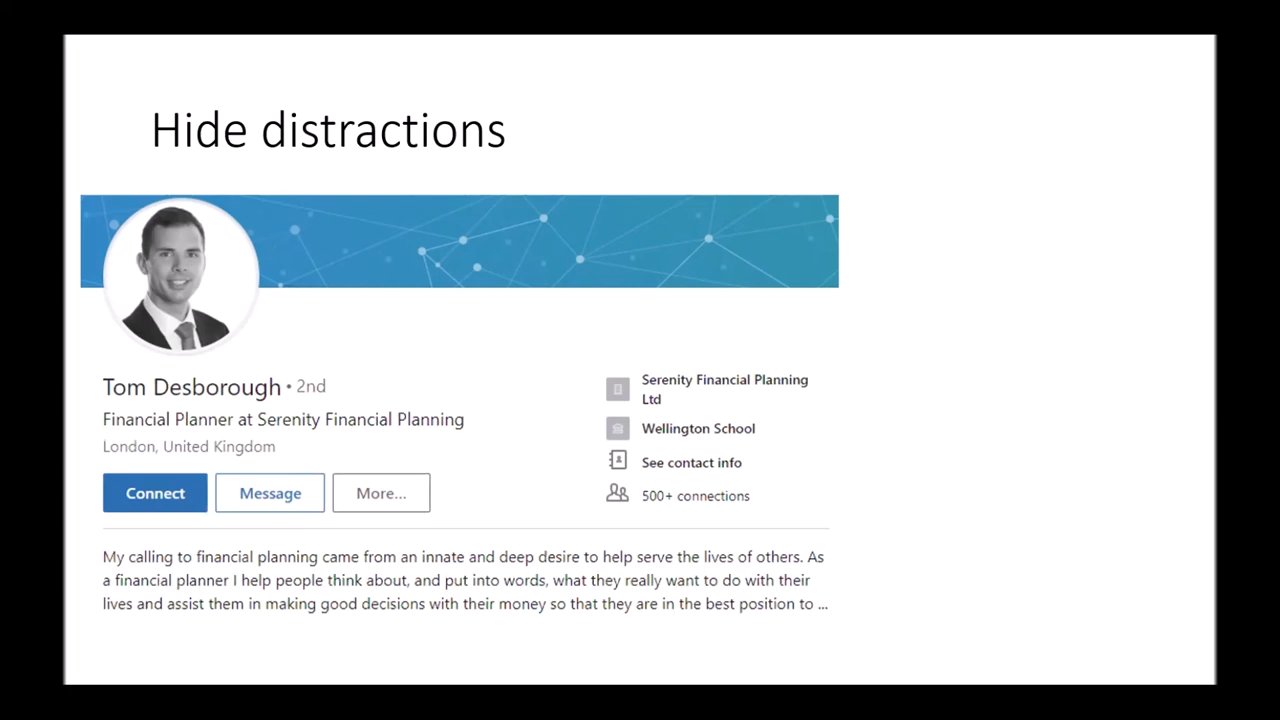 Hide distractions
Tom Desborough • 2nd
Financial Planner at Serenity Financial Planning
London, United Kingdom
Connect
Message
More...
Serenity Financial Planning
Ltd
Wellington School
See contact info
500+ connections
My calling to financial planning came from an innate and deep desire to help serve the lives of others. As
a financial planner I help people think about, and put into words, what they really want to do with their
lives and assist them in making good decisions with their money so that they are in the best position to ...